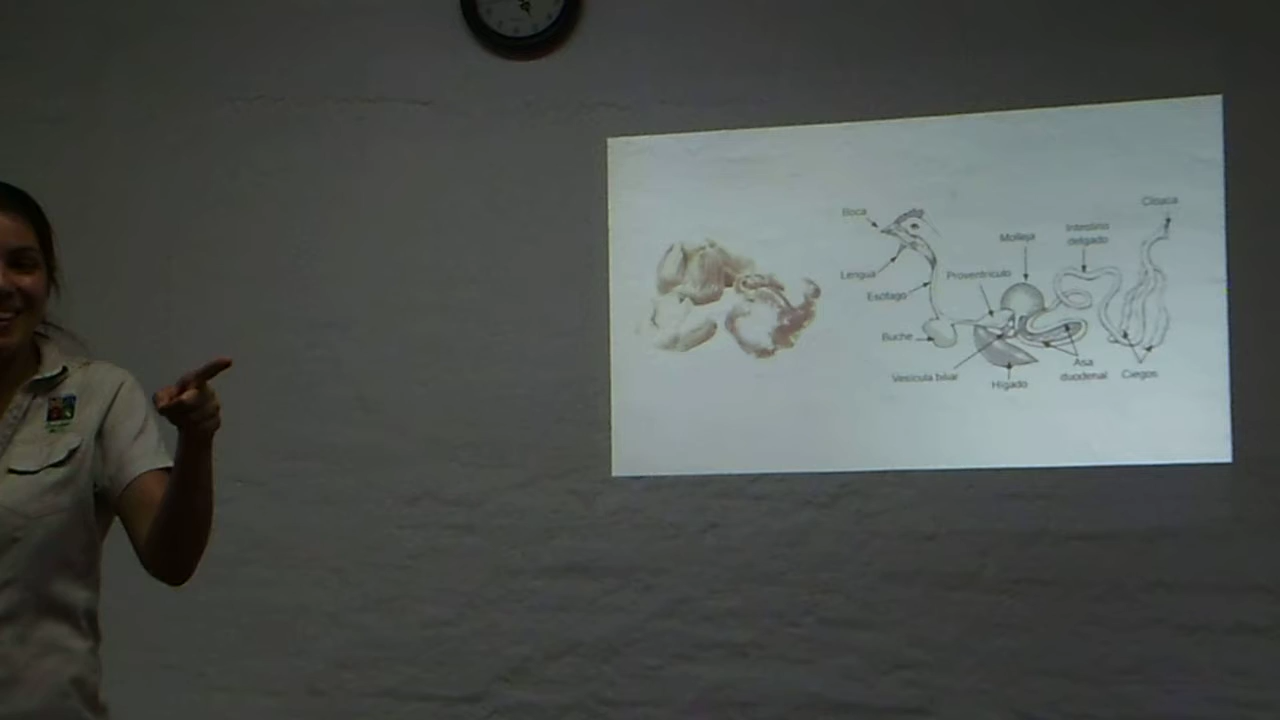 Boca
Cloaca
Molleja
Intestino
delgado
Lengua
Proventrículo
Esófago
Buche
Vesícula biliar
Hígado
Asa
duodenal
Ciegos